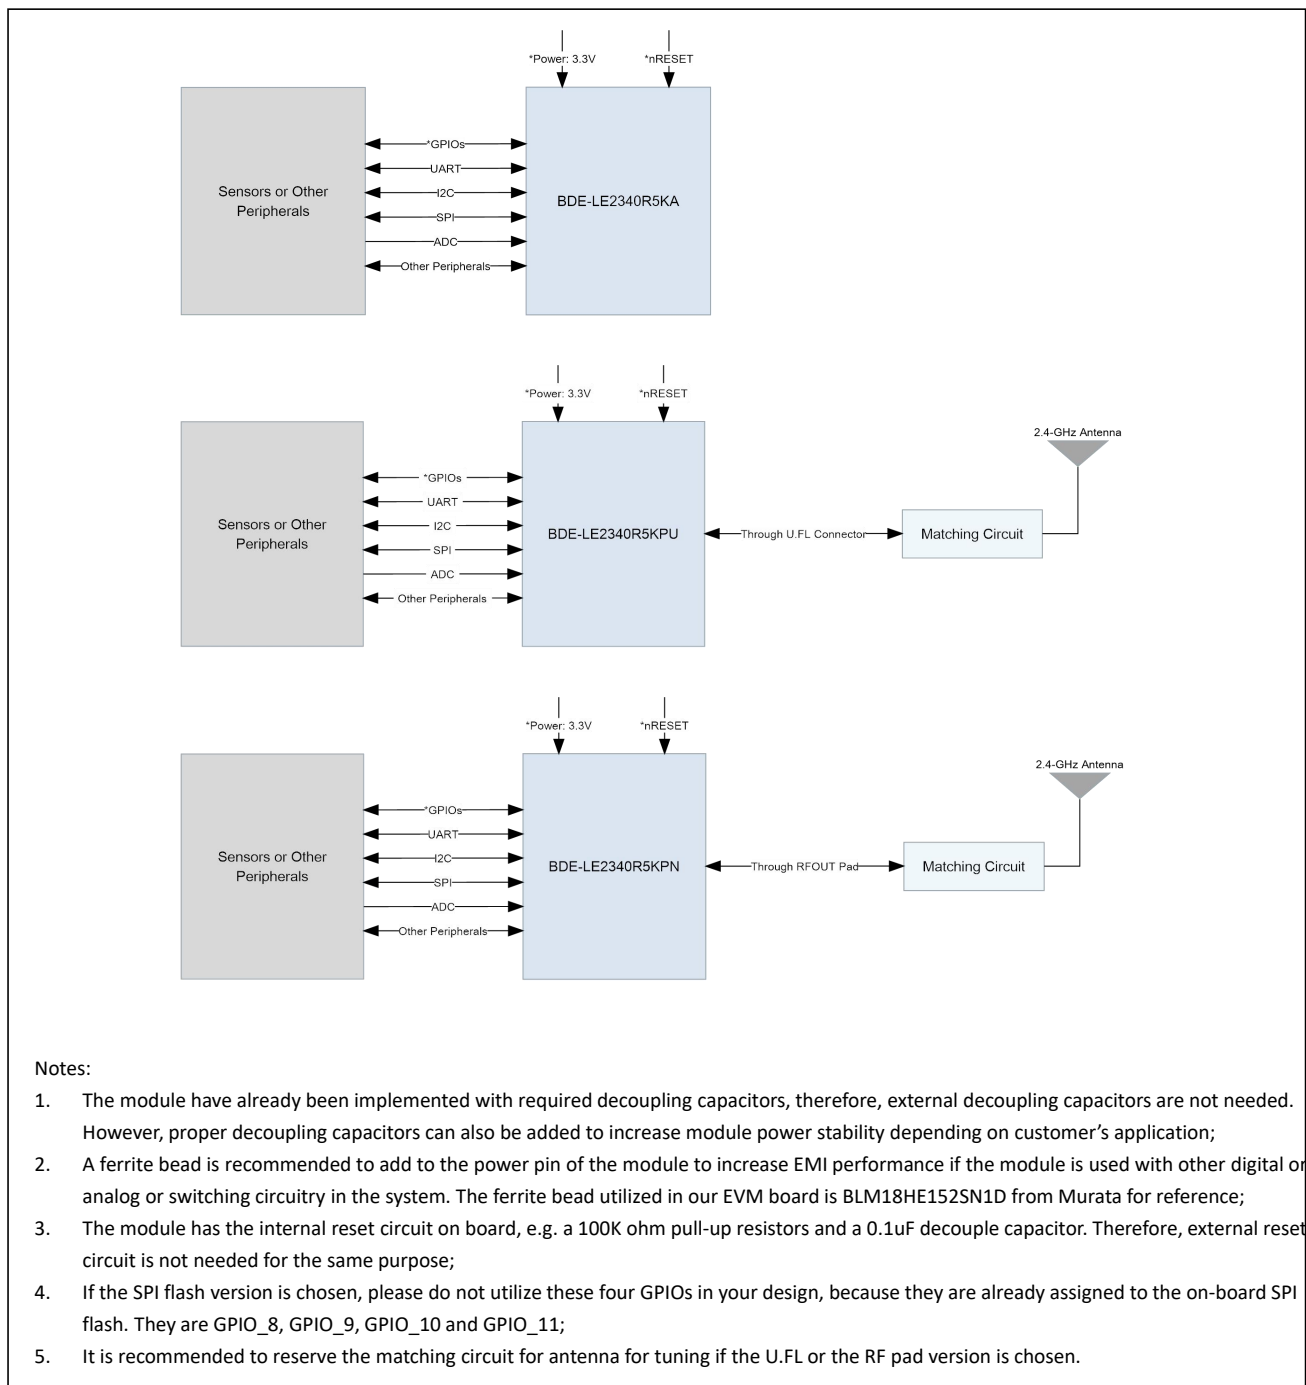 *Power: 3.3V *nRESET
Sensors or Other
Peripherals
*GPIOs
UART
I2C
SPI
ADC
Other Peripherals
BDE-LE2340R5KA
*Power: 3.3V *nRESET
Sensors or Other
Peripherals
*GPIOs
UART
I2C
SPI
ADC
Other Peripherals
BDE-LE2340R5KPU
Through U.FL Connector
Matching Circuit
2.4-GHz Antenna
*Power: 3.3V *nRESET
Sensors or Other
Peripherals
*GPIOs
UART
I2C
SPI
ADC
Other Peripherals
BDE-LE2340R5KPN
Through RFOUT Pad
Matching Circuit
2.4-GHz Antenna
Notes:
1. The module have already been implemented with required decoupling capacitors, therefore, external decoupling capacitors are not needed.
However, proper decoupling capacitors can also be added to increase module power stability depending on customer’s application;
2. A ferrite bead is recommended to add to the power pin of the module to increase EMI performance if the module is used with other digital or
analog or switching circuitry in the system. The ferrite bead utilized in our EVM board is BLM18HE152SN1D from Murata for reference;
3. The module has the internal reset circuit on board, e.g. a 100K ohm pull-up resistors and a 0.1uF decouple capacitor. Therefore, external reset
circuit is not needed for the same purpose;
4. If the SPI flash version is chosen, please do not utilize these four GPIOs in your design, because they are already assigned to the on-board SPI
flash. They are GPIO_8, GPIO_9, GPIO_10 and GPIO_11;
5. It is recommended to reserve the matching circuit for antenna for tuning if the U.FL or the RF pad version is chosen.